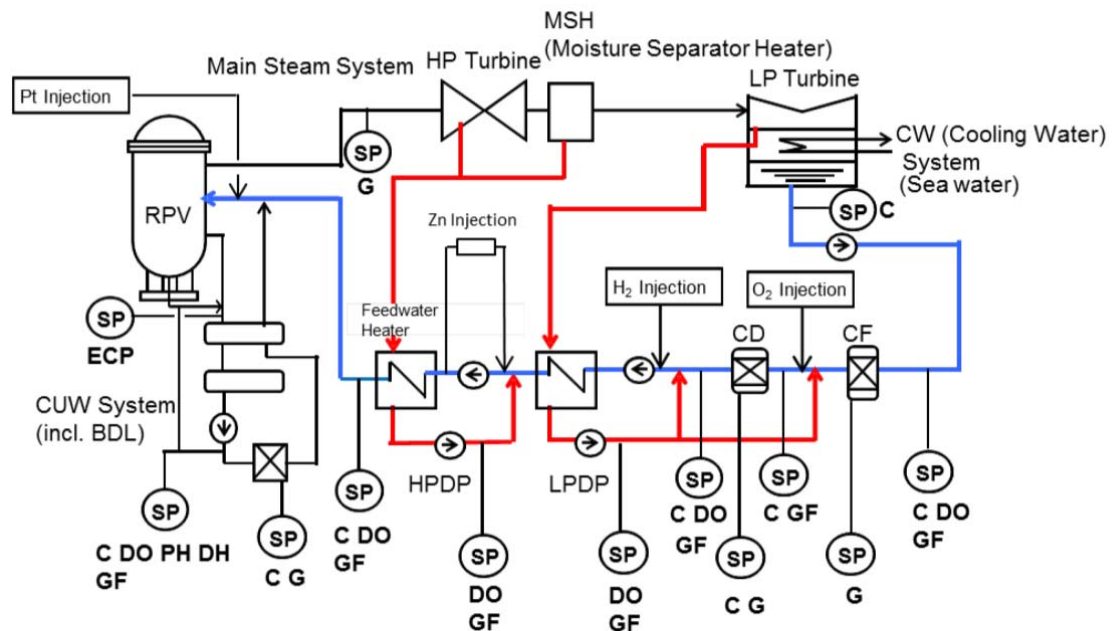 MSH
(Moisture Separator Heater)
HP Turbine
Main Steam System
LP Turbine
Pt Injection
SP
G
CW (Cooling Water)
System
(Sea water)
RPV
SP
C
Zn Injection
H2 Injection
O2 Injection
SP
ECP
Feedwater
Heater
CD
CF
CUW System
(incl. BDL)
HPDP
LPDP
SP
C DO PH DH
GF
SP
C G
SP
C DO
GF
SP
DO
GF
SP
DO
GF
SP
C DO
GF
SP
C G
SP
C GF
SP
G
SP
C DO
GF